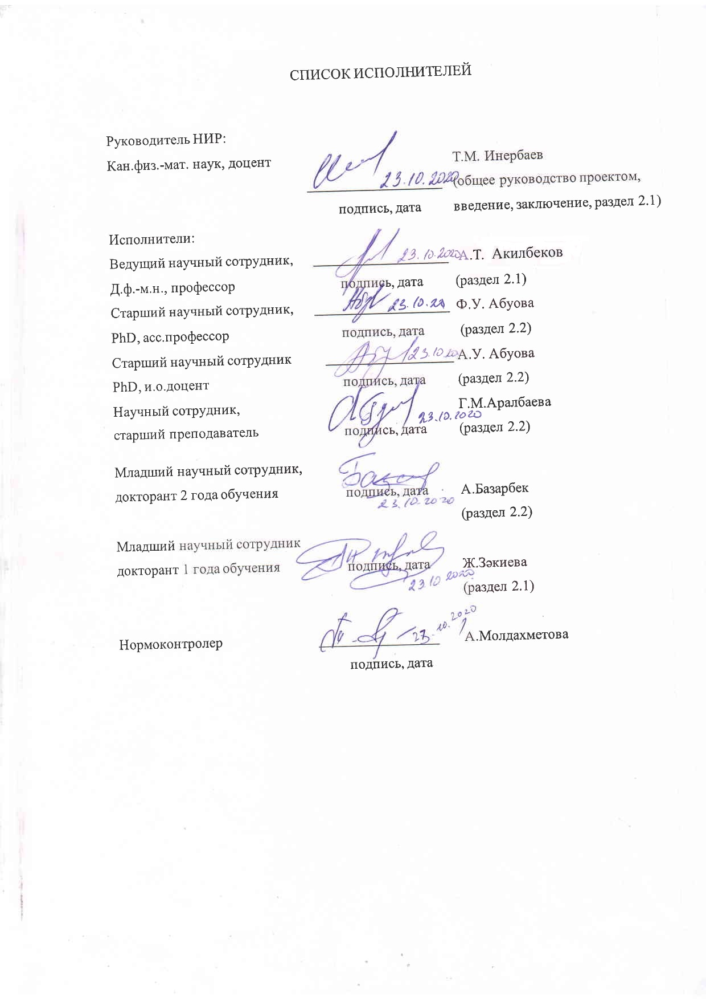 СПИСОК ИСПОЛНИТЕЛЕЙ
Руководитель НИР:
Кан.физ.-мат. наук, доцент
Т.М. Инербаев
23.10.2020
(общее руководство проектом,
подпись, дата
введение, заключение, раздел 2.1)
Исполнители:
Ведущий научный сотрудник,
23.10.2020
А.Т. Акилбеков
Д.ф.-м.н., профессор
подпись, дата
(раздел 2.1)
Старший научный сотрудник,
23.10.20
Ф.У. Абуова
PhD, асс.профессор
подпись, дата
(раздел 2.2)
Старший научный сотрудник
23.10.20
А.У. Абуова
PhD, и.о.доцент
подпись, дата
(раздел 2.2)
Научный сотрудник,
Г.М.Аралбаева
23.10.2020
старший преподаватель
подпись, дата
(раздел 2.2)
Младший научный сотрудник,
докторант 2 года обучения
подпись, дата
А.Базарбек
23.10.2020
(раздел 2.2)
Младший научный сотрудник
докторант 1 года обучения
подпись, дата
Ж.Зәкиева
23.10 2020
(раздел 2.1)
Нормоконтролер
23.10.2020
А.Молдахметова
подпись, дата